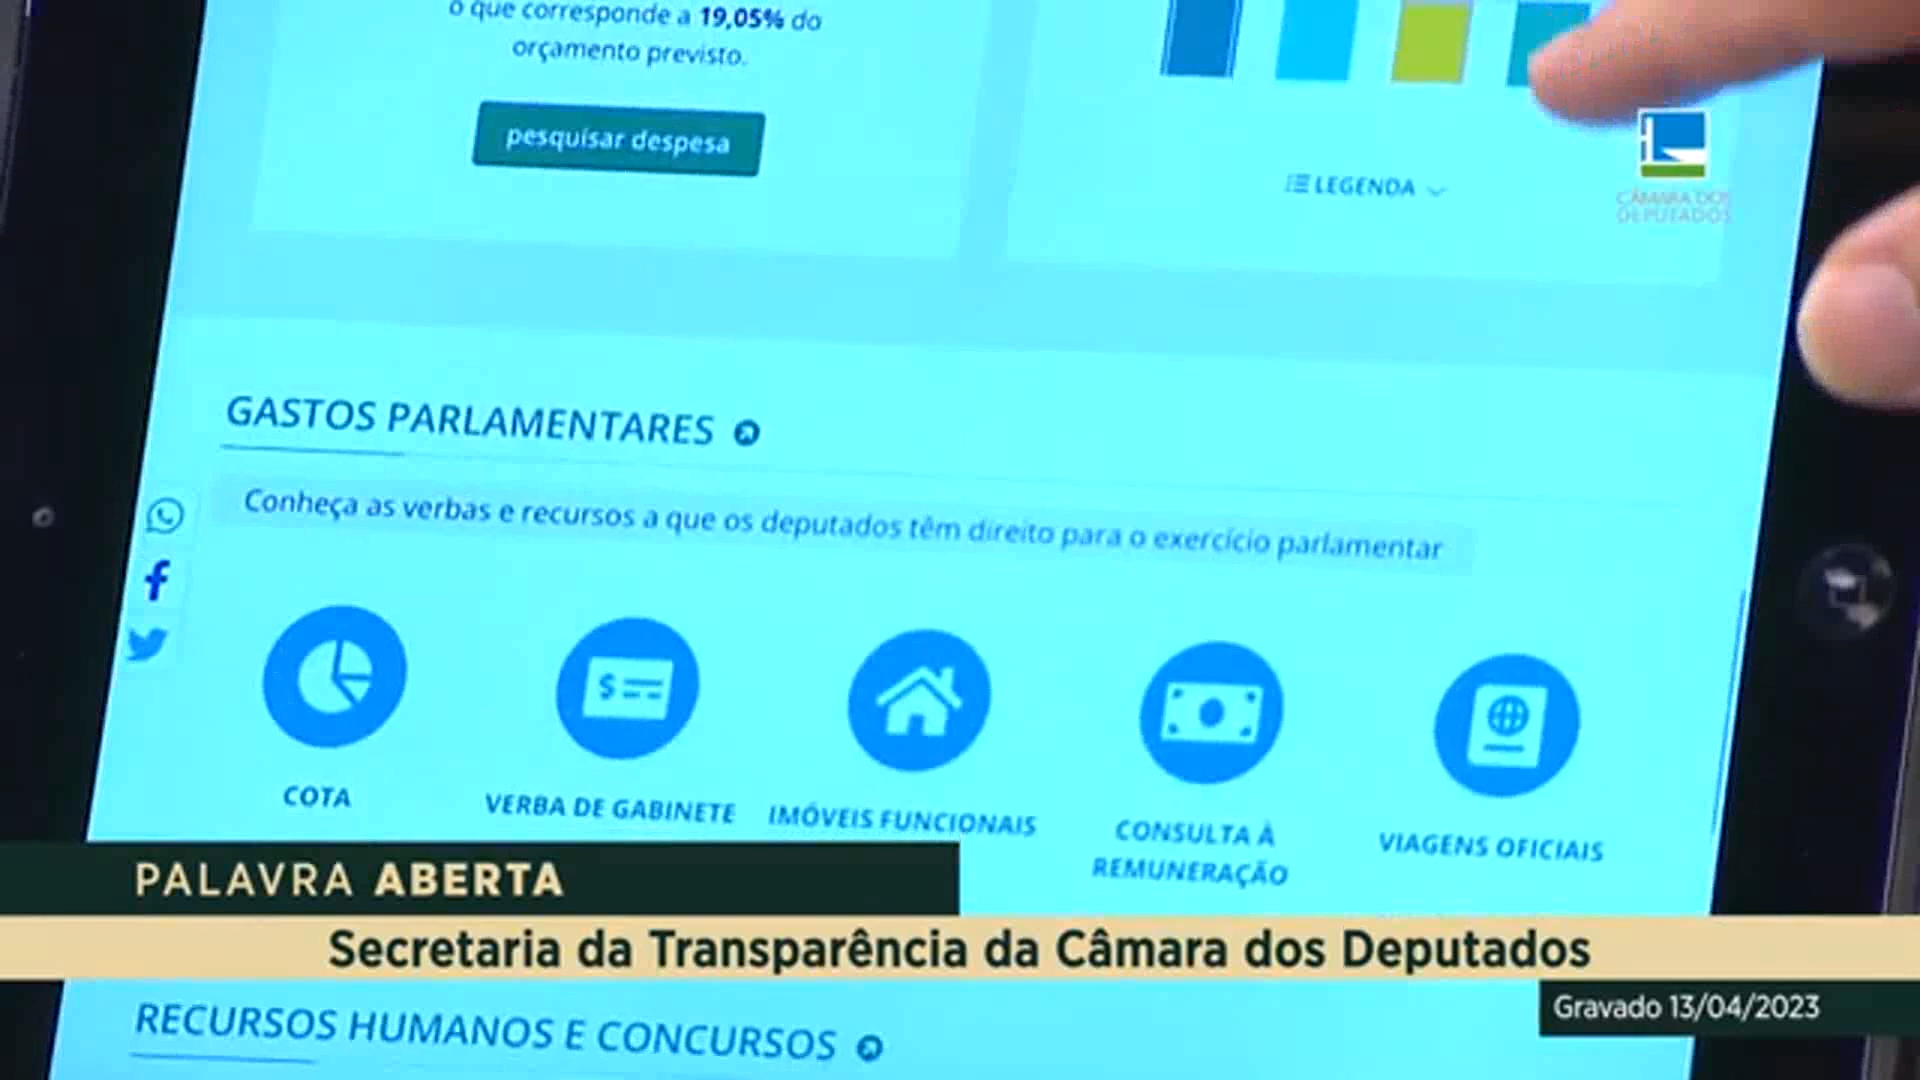 o que corresponde a 19,05% do
orçamento previsto.
pesquisar despesa
LEGENDA
CÂMARA DOS
DEPUTADOS
GASTOS PARLAMENTARES
Conheça as verbas e recursos a que os deputados têm direito para o exercício parlamentar
COTA
VERBA DE GABINETE
IMÓVEIS FUNCIONAIS
CONSULTA À
REMUNERAÇÃO
VIAGENS OFICIAIS
PALAVRA ABERTA
Secretaria da Transparência da Câmara dos Deputados
Gravado 13/04/2023
RECURSOS HUMANOS E CONCURSOS